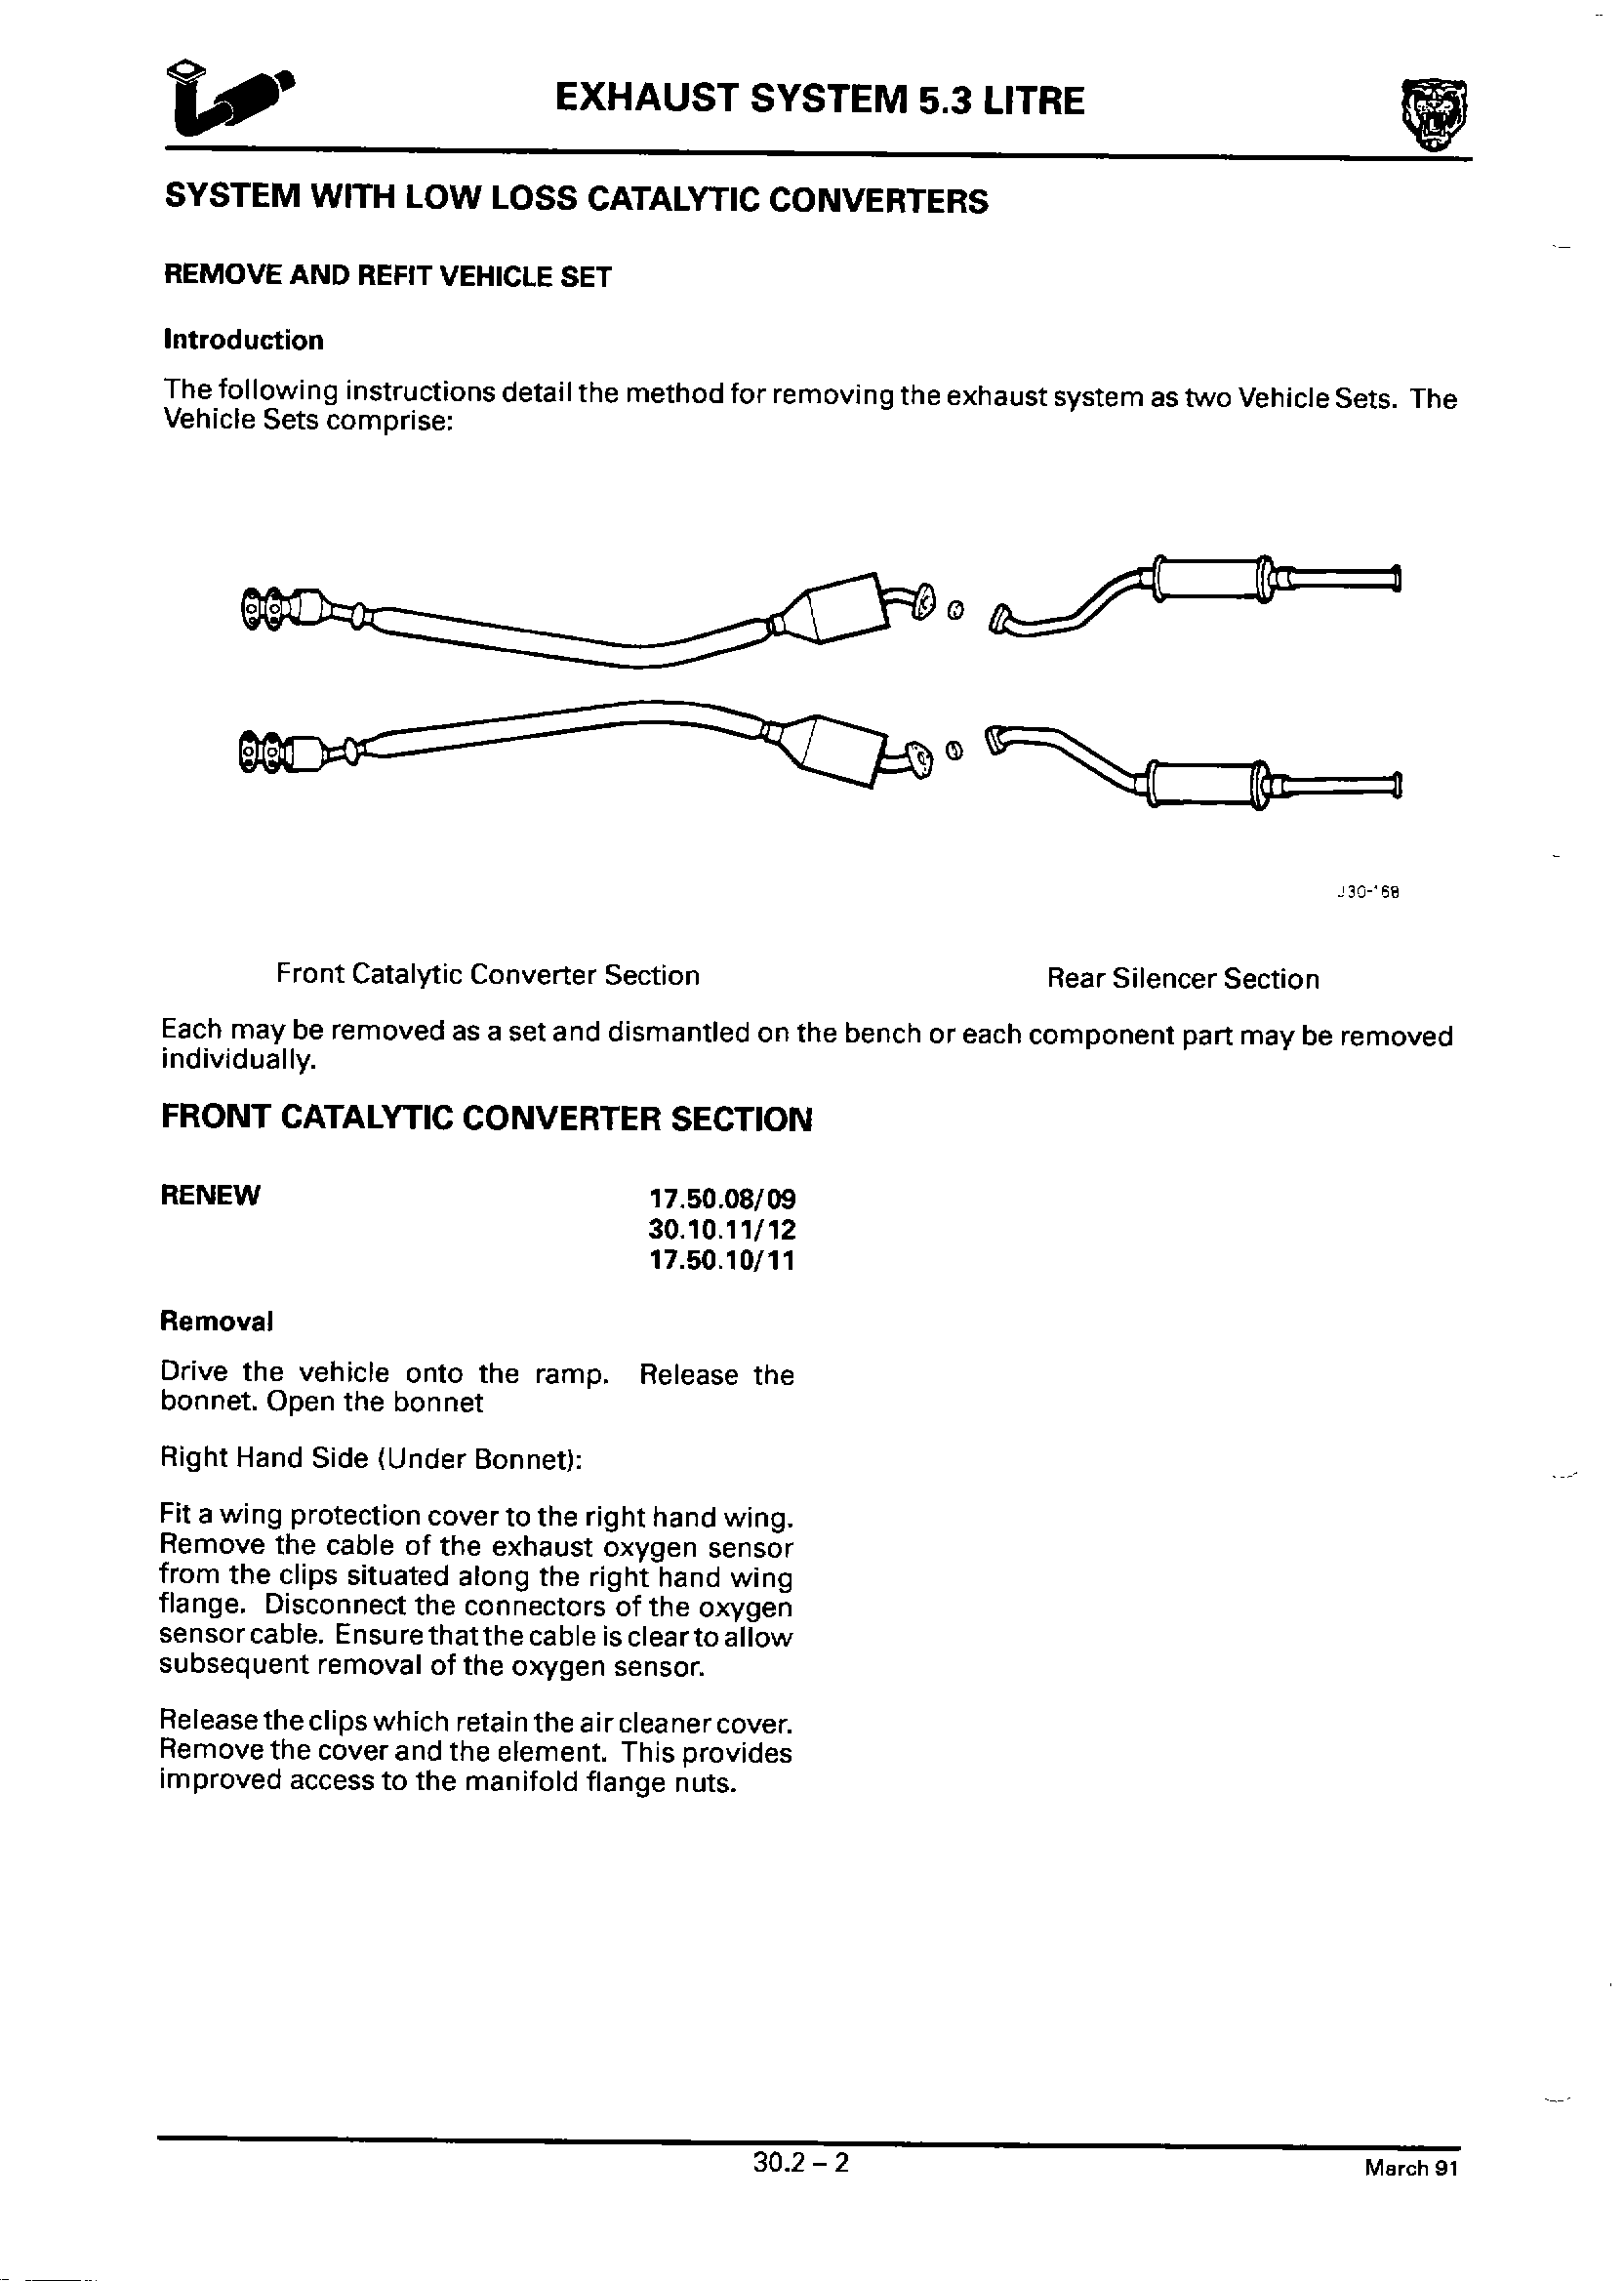 EXHAUST SYSTEM 5.3 LITRE
SYSTEM WITH LOW LOSS CATALYTIC CONVERTERS
REMOVE AND REFIT VEHICLE SET
Introduction
The following instructions detail the method for removing the exhaust system as two Vehicle Sets. The
Vehicle Sets comprise:
Front Catalytic Converter Section
Rear Silencer Section
Each may be removed as a set and dismantled on the bench or each component part may be removed
individually.
FRONT CATALYTIC CONVERTER SECTION
RENEW 17.50.08/09
30.10.11/12
17.50.10/11
Removal
Drive the vehicle onto the ramp. Release the
bonnet. Open the bonnet
Right Hand Side (Under Bonnet):
Fit a wing protection cover to the right hand wing.
Remove the cable of the exhaust oxygen sensor
from the clips situated along the right hand wing
flange. Disconnect the connectors of the oxygen
sensor cable. Ensure that the cable is clear to allow
subsequent removal of the oxygen sensor.
Release the clips which retain the air cleaner cover.
Remove the cover and the element. This provides
improved access to the manifold flange nuts.
30.2 – 2
March 91